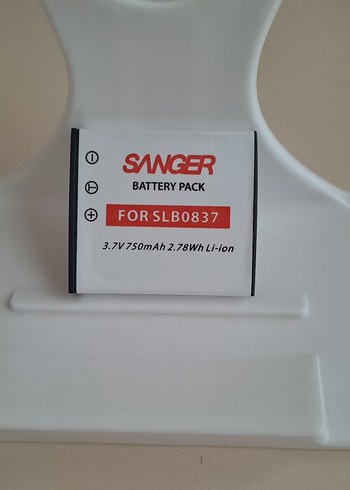 SANGER
BATTERY PACK
FOR SLB0837
3.7V 750mAh 2.78Wh Li-ion